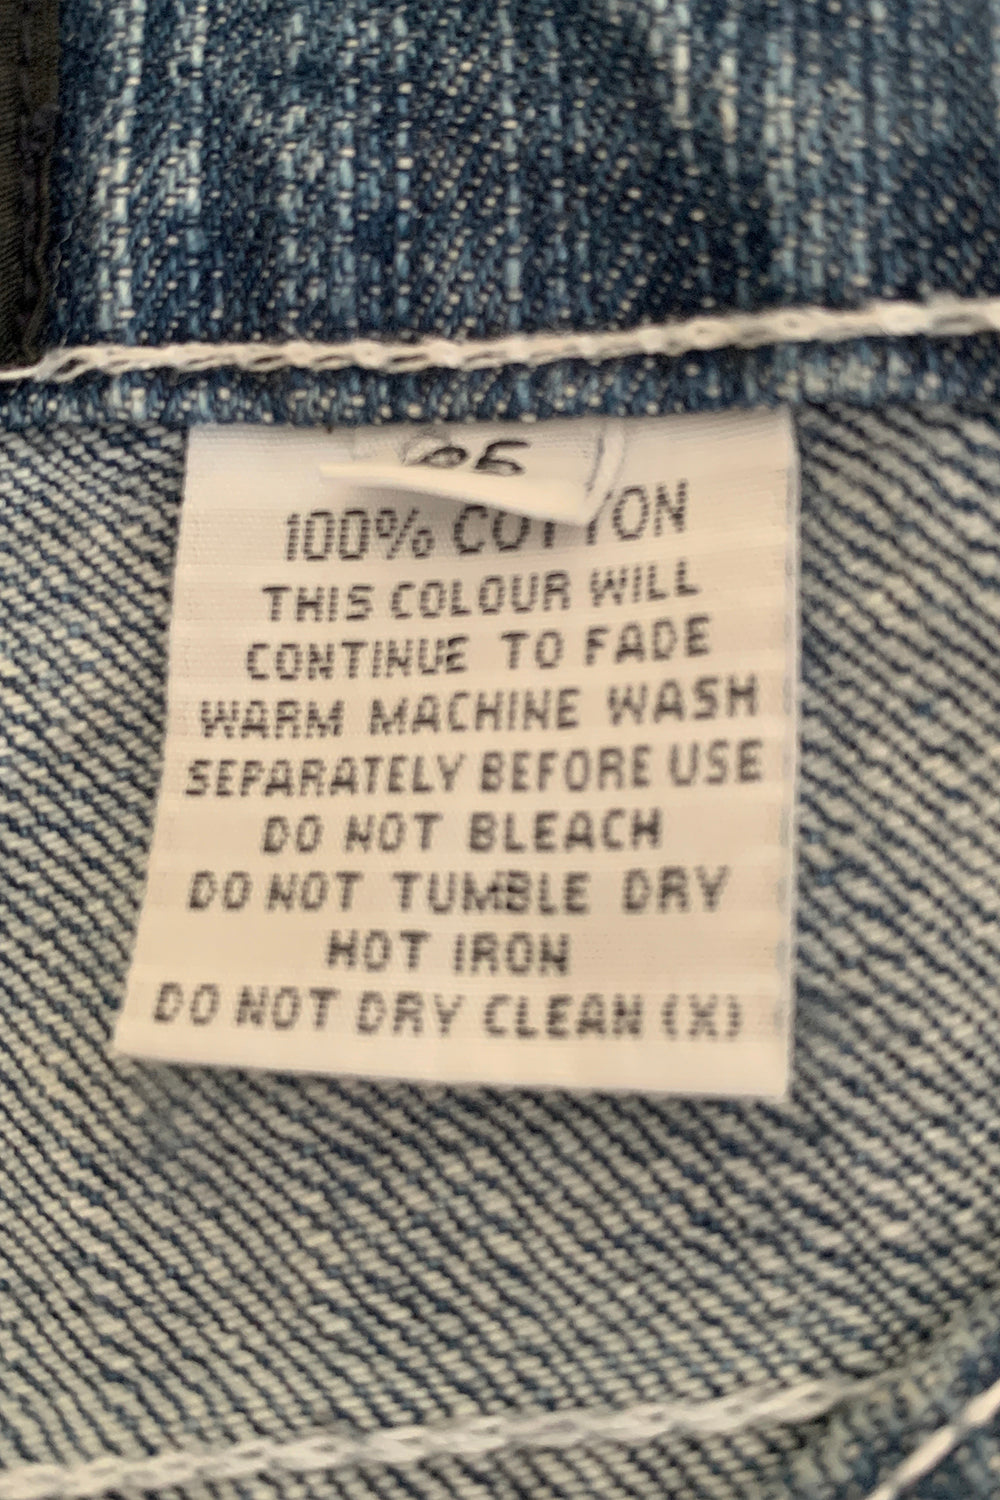 100% COTTON
THIS COLOUR WILL
CONTINUE TO FADE
WARM MACHINE WASH
SEPARATELY BEFORE USE
DO NOT BLEACH
DO NOT TUMBLE DRY
HOT IRON
DO NOT DRY CLEAN (X)